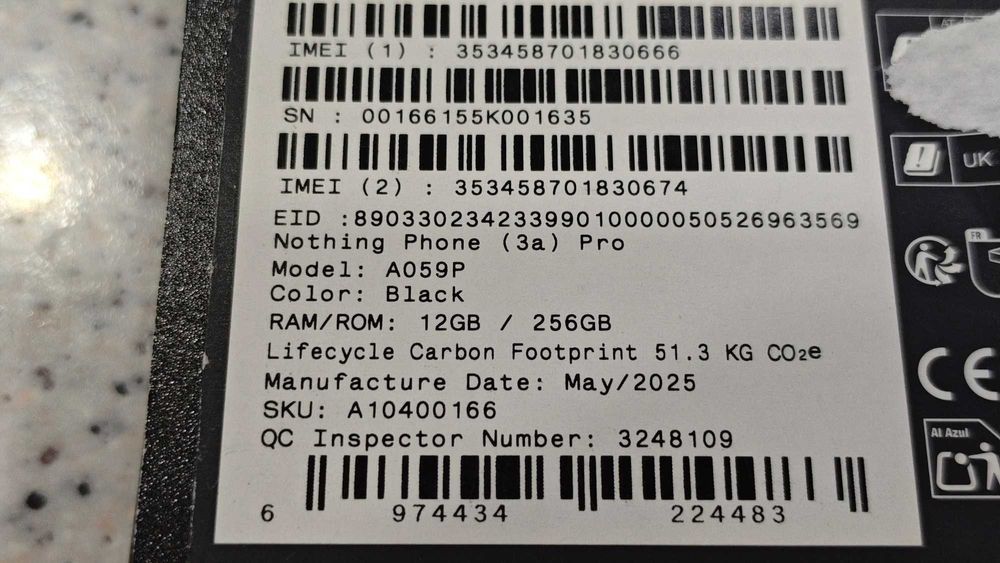 IMEI (1) : 353458701830666
SN : 00166155K001635
IMEI (2) : 353458701830674
EID :89033023423399010000050526963569
Nothing Phone (3a) Pro
Model: A059P
Color: Black
RAM/ROM: 12GB / 256GB
Lifecycle Carbon Footprint 51.3 KG CO₂e
Manufacture Date: May/2025
SKU: A10400166
QC Inspector Number: 3248109
6 974434 224483
AT
UK
FR
CE
Al Azul